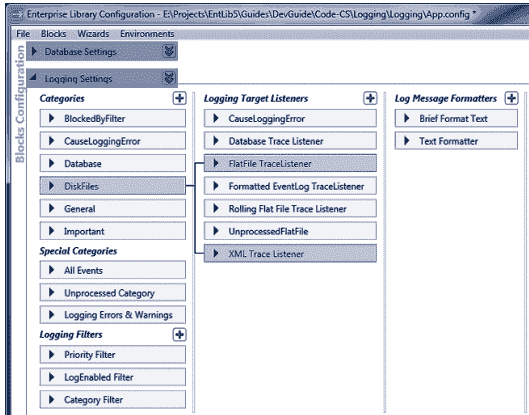 Enterprise Library Configuration - E:\Projects\EntLib5\Guides\DevGuide\Code-CS\Logging\Logging\App.config *
File Blocks Wizards Environments
Blocks Configuration
Database Settings
Logging Settings
Categories
BlockedByFilter
CauseLoggingError
Database
DiskFiles
General
Important
Special Categories
All Events
Unprocessed Category
Logging Errors & Warnings
Logging Filters
Priority Filter
LogEnabled Filter
Category Filter
Logging Target Listeners
CauseLoggingError
Database Trace Listener
FlatFile TraceListener
Formatted EventLog TraceListener
Rolling Flat File Trace Listener
UnprocessedFlatFile
XML Trace Listener
Log Message Formatters
Brief Format Text
Text Formatter